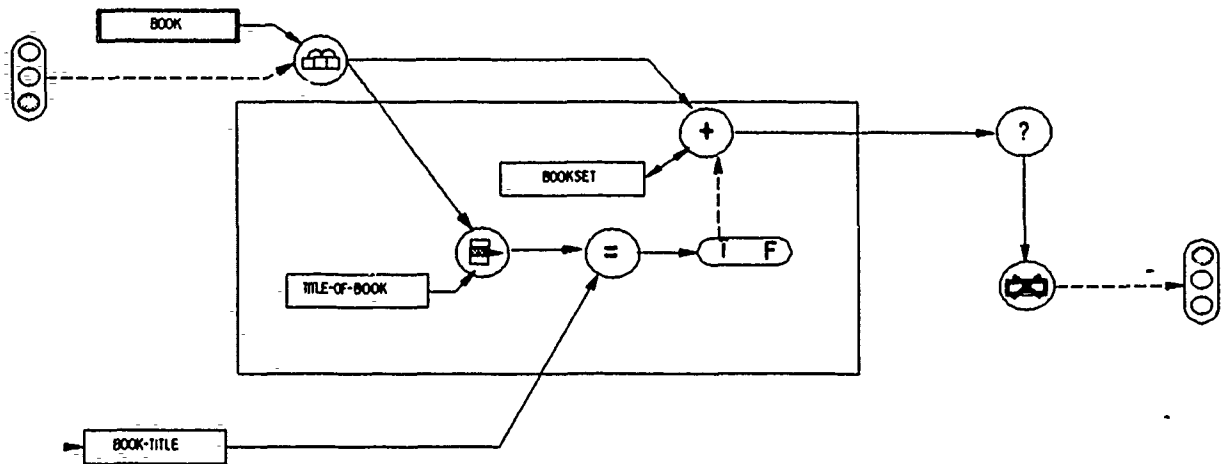 BOOK
+
?
BOOKSET
=
T F
TITLE-OF-BOOK
BOOK-TITLE